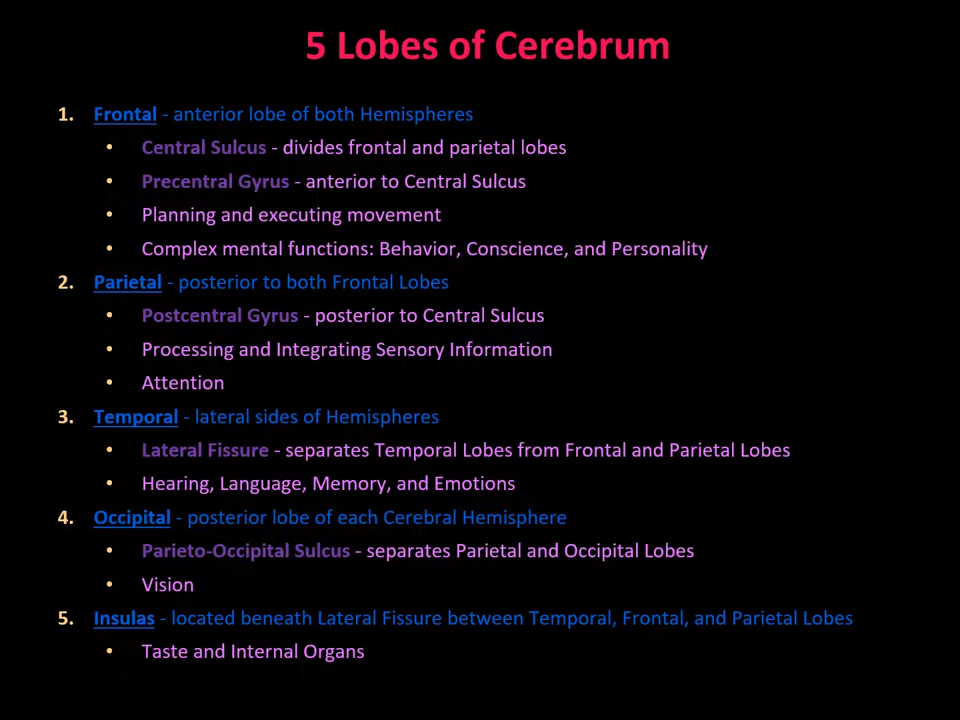 5 Lobes of Cerebrum
1. Frontal - anterior lobe of both Hemispheres
• Central Sulcus - divides frontal and parietal lobes
• Precentral Gyrus - anterior to Central Sulcus
• Planning and executing movement
• Complex mental functions: Behavior, Conscience, and Personality
2. Parietal - posterior to both Frontal Lobes
• Postcentral Gyrus - posterior to Central Sulcus
• Processing and Integrating Sensory Information
• Attention
3. Temporal - lateral sides of Hemispheres
• Lateral Fissure - separates Temporal Lobes from Frontal and Parietal Lobes
• Hearing, Language, Memory, and Emotions
4. Occipital - posterior lobe of each Cerebral Hemisphere
• Parieto-Occipital Sulcus - separates Parietal and Occipital Lobes
• Vision
5. Insulas - located beneath Lateral Fissure between Temporal, Frontal, and Parietal Lobes
• Taste and Internal Organs